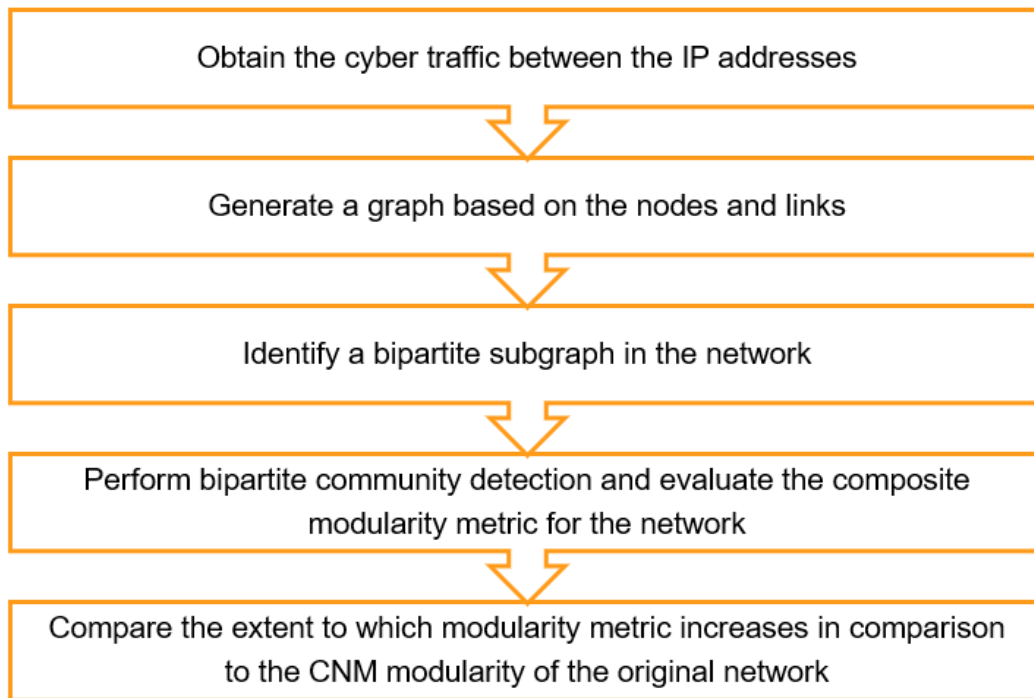 Obtain the cyber traffic between the IP addresses
Generate a graph based on the nodes and links
Identify a bipartite subgraph in the network
Perform bipartite community detection and evaluate the composite
modularity metric for the network
Compare the extent to which modularity metric increases in comparison
to the CNM modularity of the original network